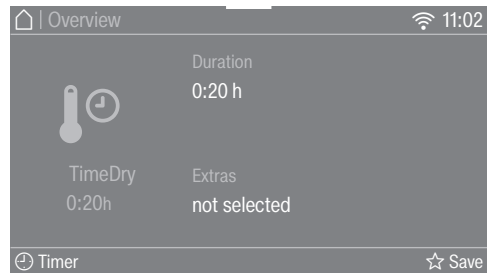 | Overview 11:02
Duration
0:20 h
TimeDry
0:20h
Extras
not selected
Timer Save